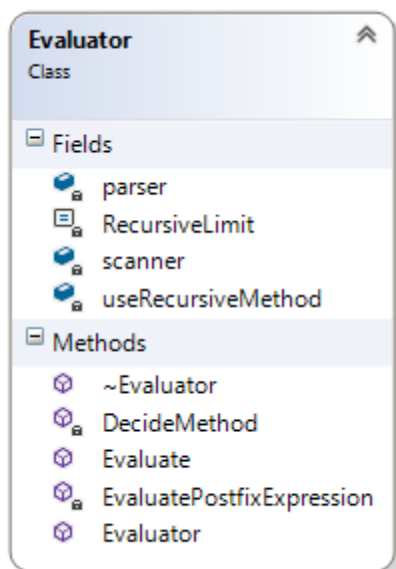 Evaluator
Class
Fields
parser
RecursiveLimit
scanner
useRecursiveMethod
Methods
~Evaluator
DecideMethod
Evaluate
EvaluatePostfixExpression
Evaluator